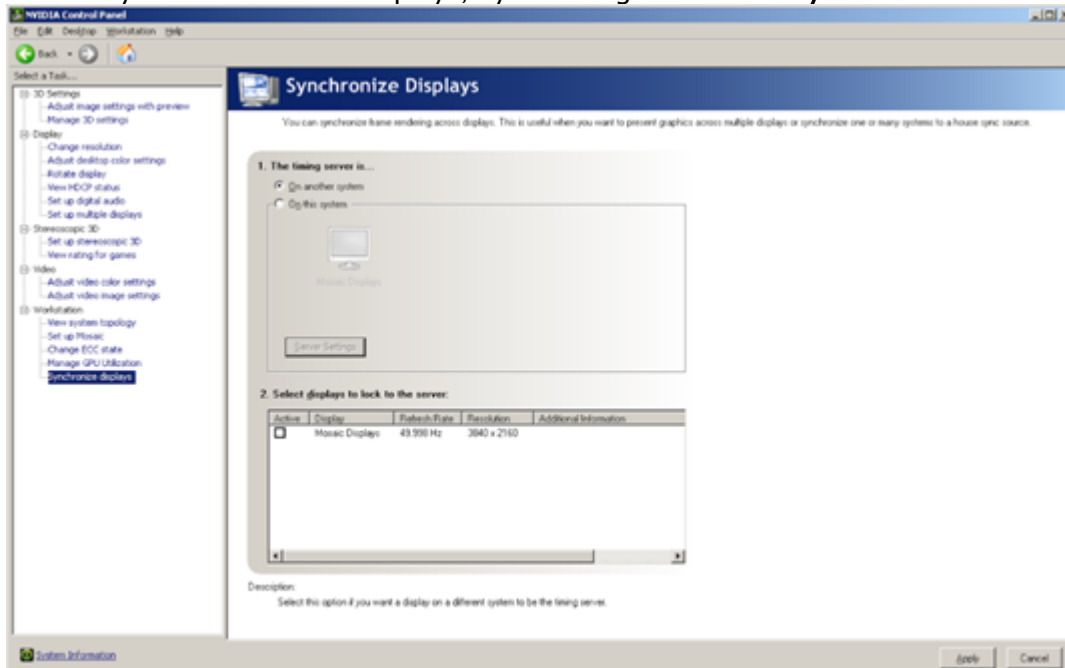 NVIDIA Control Panel
File Edit Desktop Workstation Help
Back
Select a Task...
3D Settings
Adjust image settings with preview
Manage 3D settings
Display
Change resolution
Adjust desktop color settings
Rotate display
View HDCP status
Set up digital audio
Set up multiple displays
Stereoscopic 3D
Set up stereoscopic 3D
View rating for games
Video
Adjust video color settings
Adjust video image settings
Workstation
View system topology
Set up Mosaic
Change ECC state
Manage GPU Utilization
Synchronize displays
System Information
Synchronize Displays
You can synchronize frame rendering across displays. This is useful when you want to present graphics across multiple displays or synchronize one or many systems to a house sync source.
1. The timing server is...
On another system
On this system
Mosaic Displays
Server Settings
2. Select displays to lock to the server:
Active Display Refresh Rate Resolution Additional Information
Mosaic Displays 49.998 Hz 3840 x 2160
Description:
Select this option if you want a display on a different system to be the timing server.
Apply Cancel